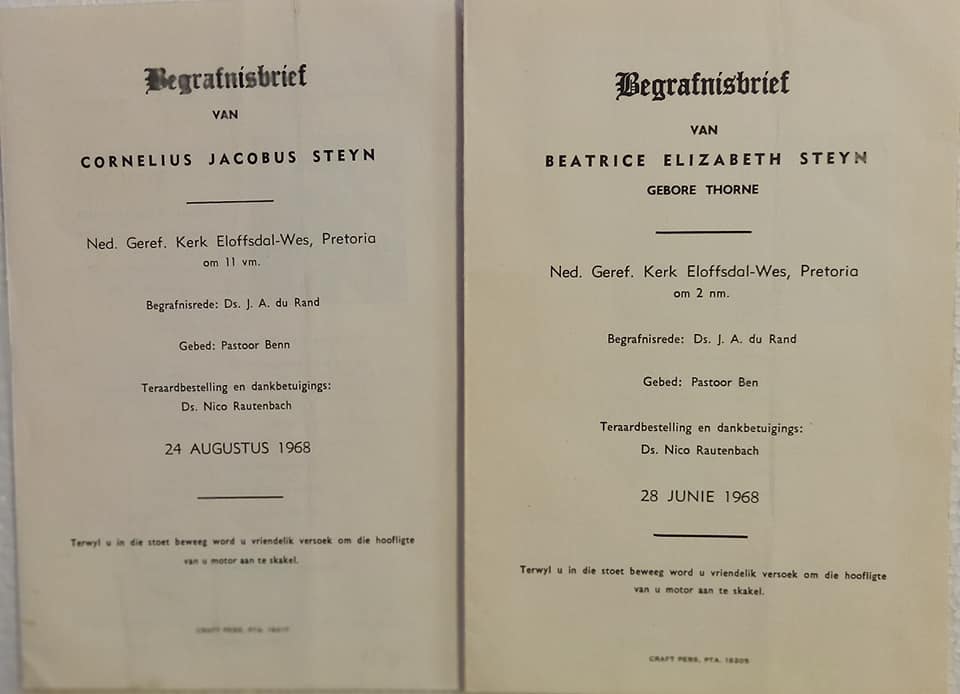 Begrafnisbrief
VAN
CORNELIUS JACOBUS STEYN
Ned. Geref. Kerk Eloffsdal-Wes, Pretoria
om 11 vm.
Begrafnisrede: Ds. J. A. du Rand
Gebed: Pastoor Benn
Teraardbestelling en dankbetuigings:
Ds. Nico Rautenbach
24 AUGUSTUS 1968
Terwyl u in die stoet beweeg word u vriendelik versoek om die hoofligte
van u motor aan te skakel.
CRAFT PERS, PTA.
Begrafnisbrief
VAN
BEATRICE ELIZABETH STEYN
GEBORE THORNE
Ned. Geref. Kerk Eloffsdal-Wes, Pretoria
om 2 nm.
Begrafnisrede: Ds. J. A. du Rand
Gebed: Pastoor Ben
Teraardbestelling en dankbetuigings:
Ds. Nico Rautenbach
28 JUNIE 1968
Terwyl u in die stoet beweeg word u vriendelik versoek om die hoofligte
van u motor aan te skakel.
CRAFT PERS, PTA.